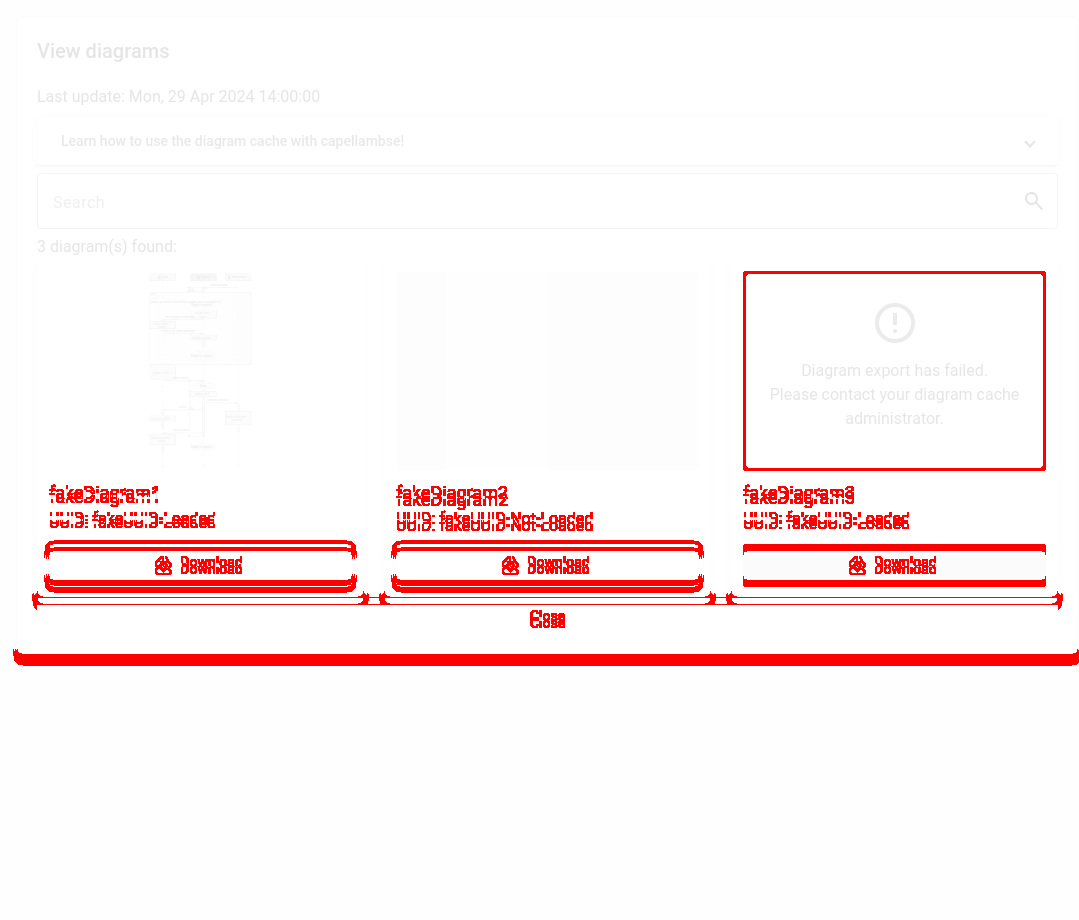 View diagrams
Last update: Mon, 29 Apr 2024 14:00:00
Learn how to use the diagram cache with capellambse!
Search
3 diagram(s) found:
Diagram export has failed.
Please contact your diagram cache
administrator.
fakeDiagram1 fakeDiagram2 fakeDiagram3
UUID: fakeUUID-Loaded UUID: fakeUUID-Not-Loaded UUID: fakeUUID-Loaded
Download Download Download
Close